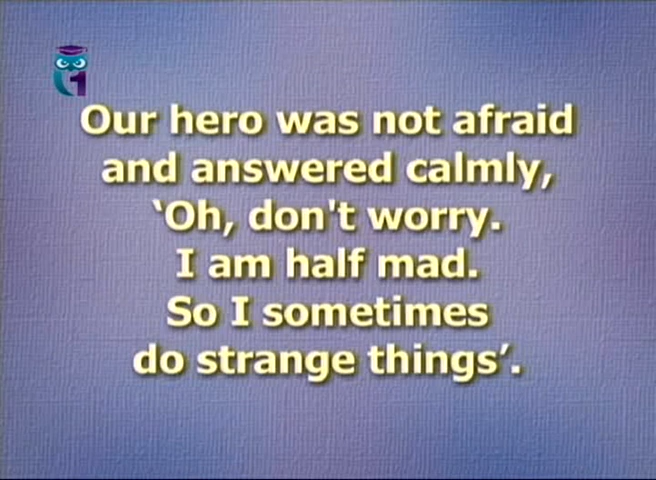 1
Our hero was not afraid
and answered calmly,
‘Oh, don't worry.
I am half mad.
So I sometimes
do strange things’.